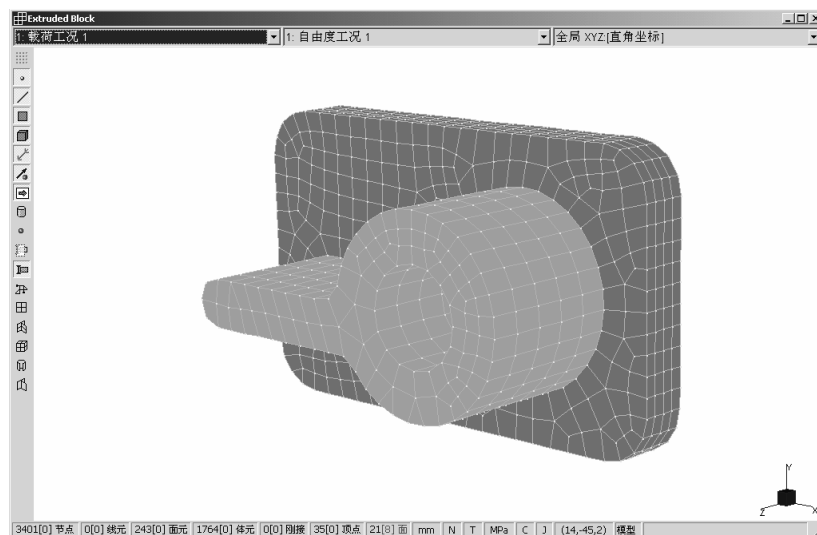 Extruded Block
1: 载荷工况 1 1: 自由度工况 1 全局 XYZ:[直角坐标]
Y
Z X
3401[0] 节点 0[0] 线元 243[0] 面元 1764[0] 体元 0[0] 刚接 35[0] 顶点 21[8] 面 mm N T MPa C J (14,-45,2) 模型